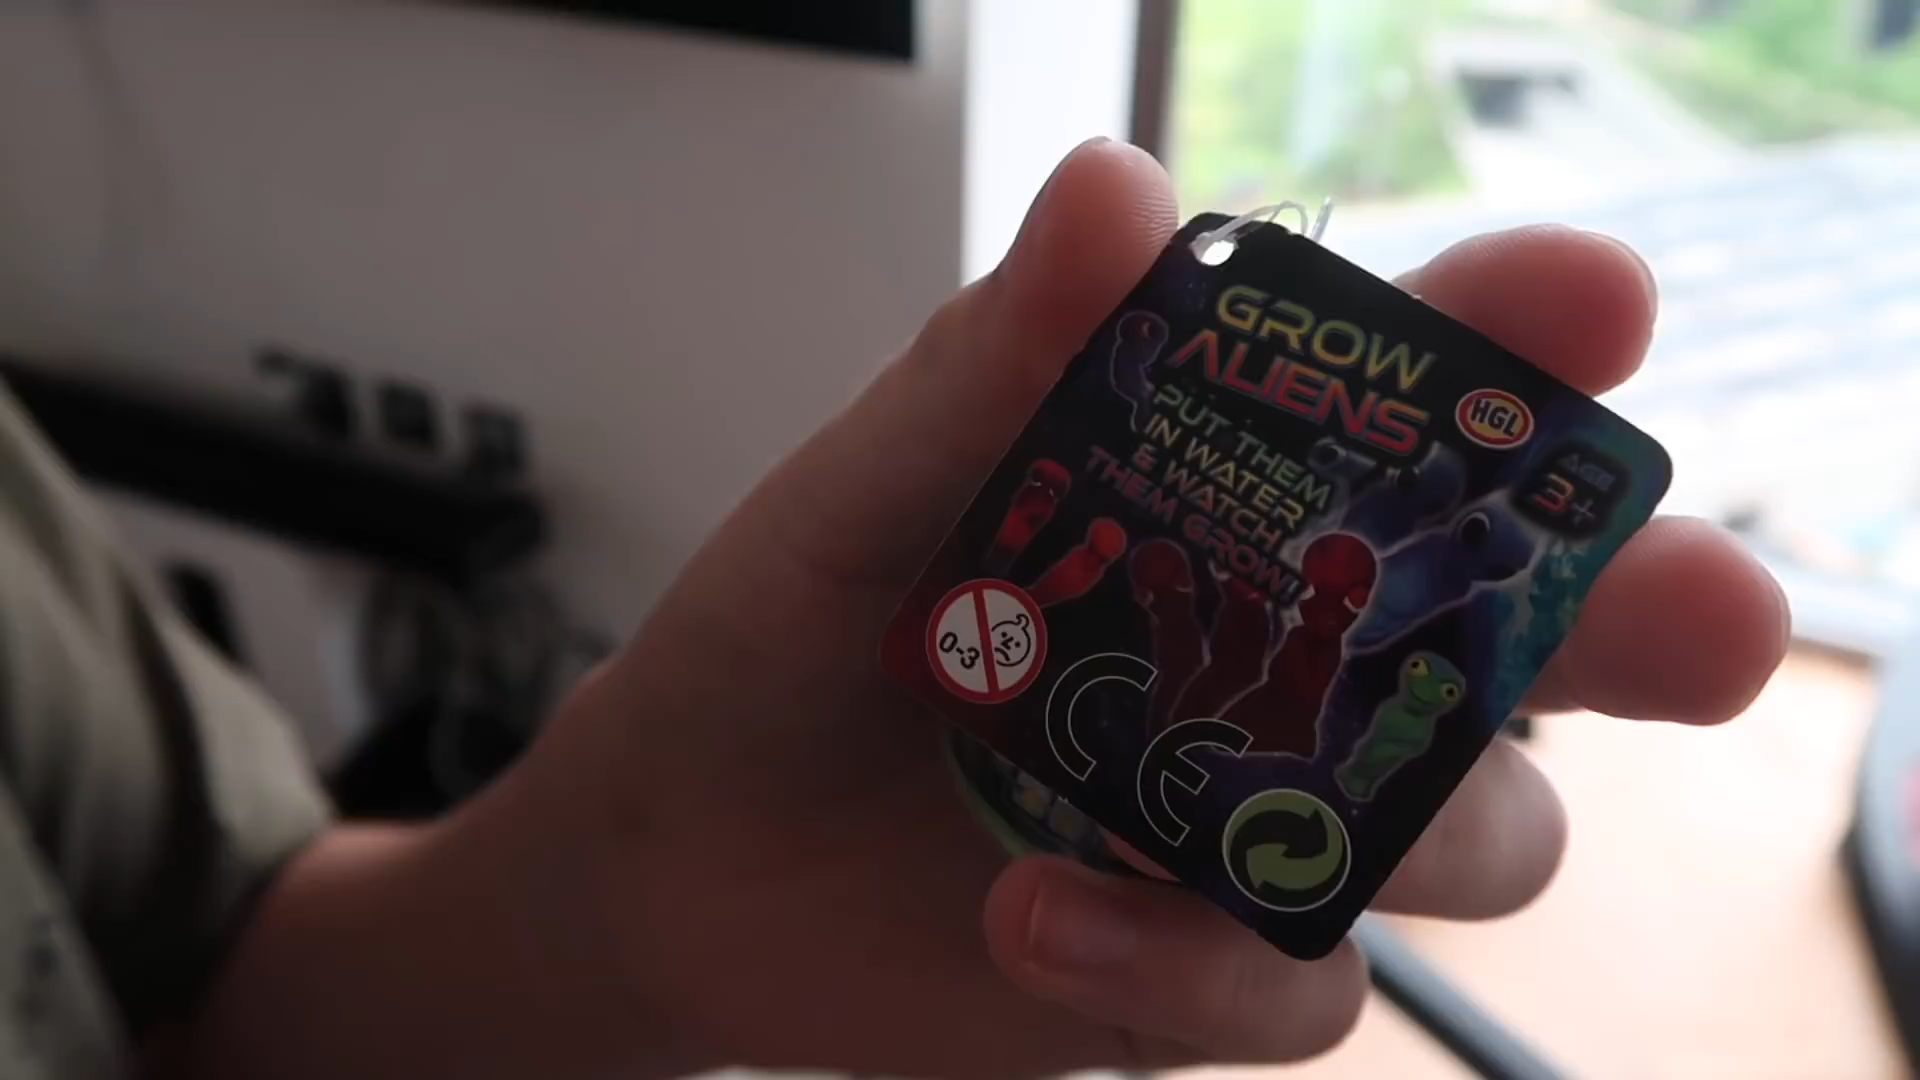 GROW
ALIENS
PUT THEM
IN WATER
& WATCH
THEM GROW!!
HGL
AGE
3+
0-3
CE